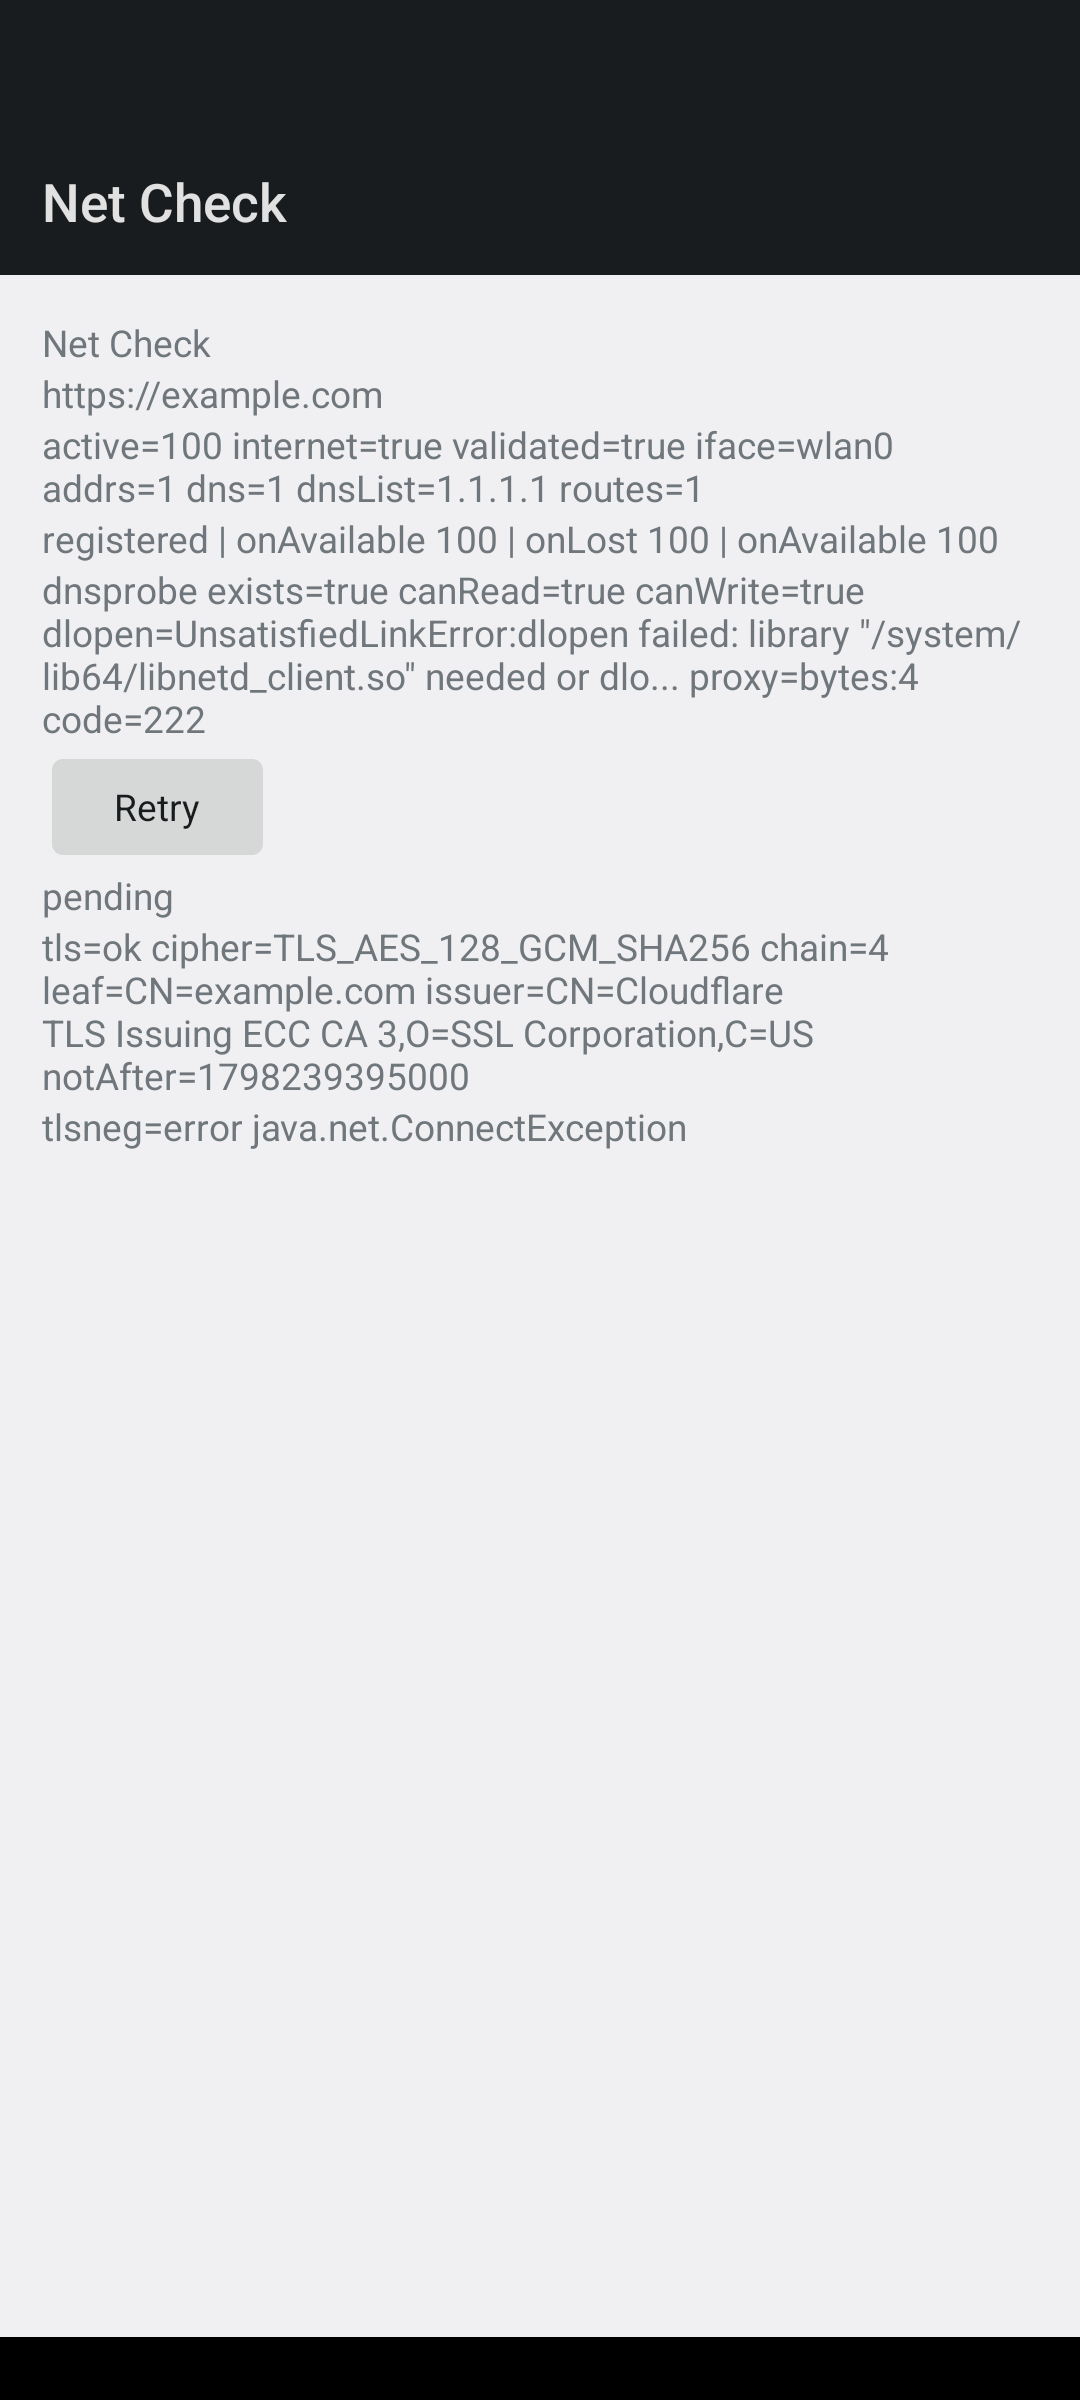 Net Check
Net Check
https://example.com
active=100 internet=true validated=true iface=wlan0
addrs=1 dns=1 dnsList=1.1.1.1 routes=1
registered | onAvailable 100 | onLost 100 | onAvailable 100
dnsprobe exists=true canRead=true canWrite=true
dlopen=UnsatisfiedLinkError:dlopen failed: library "/system/
lib64/libnetd_client.so" needed or dlo... proxy=bytes:4
code=222
Retry
pending
tls=ok cipher=TLS_AES_128_GCM_SHA256 chain=4
leaf=CN=example.com issuer=CN=Cloudflare
TLS Issuing ECC CA 3,O=SSL Corporation,C=US
notAfter=1798239395000
tlsneg=error java.net.ConnectException